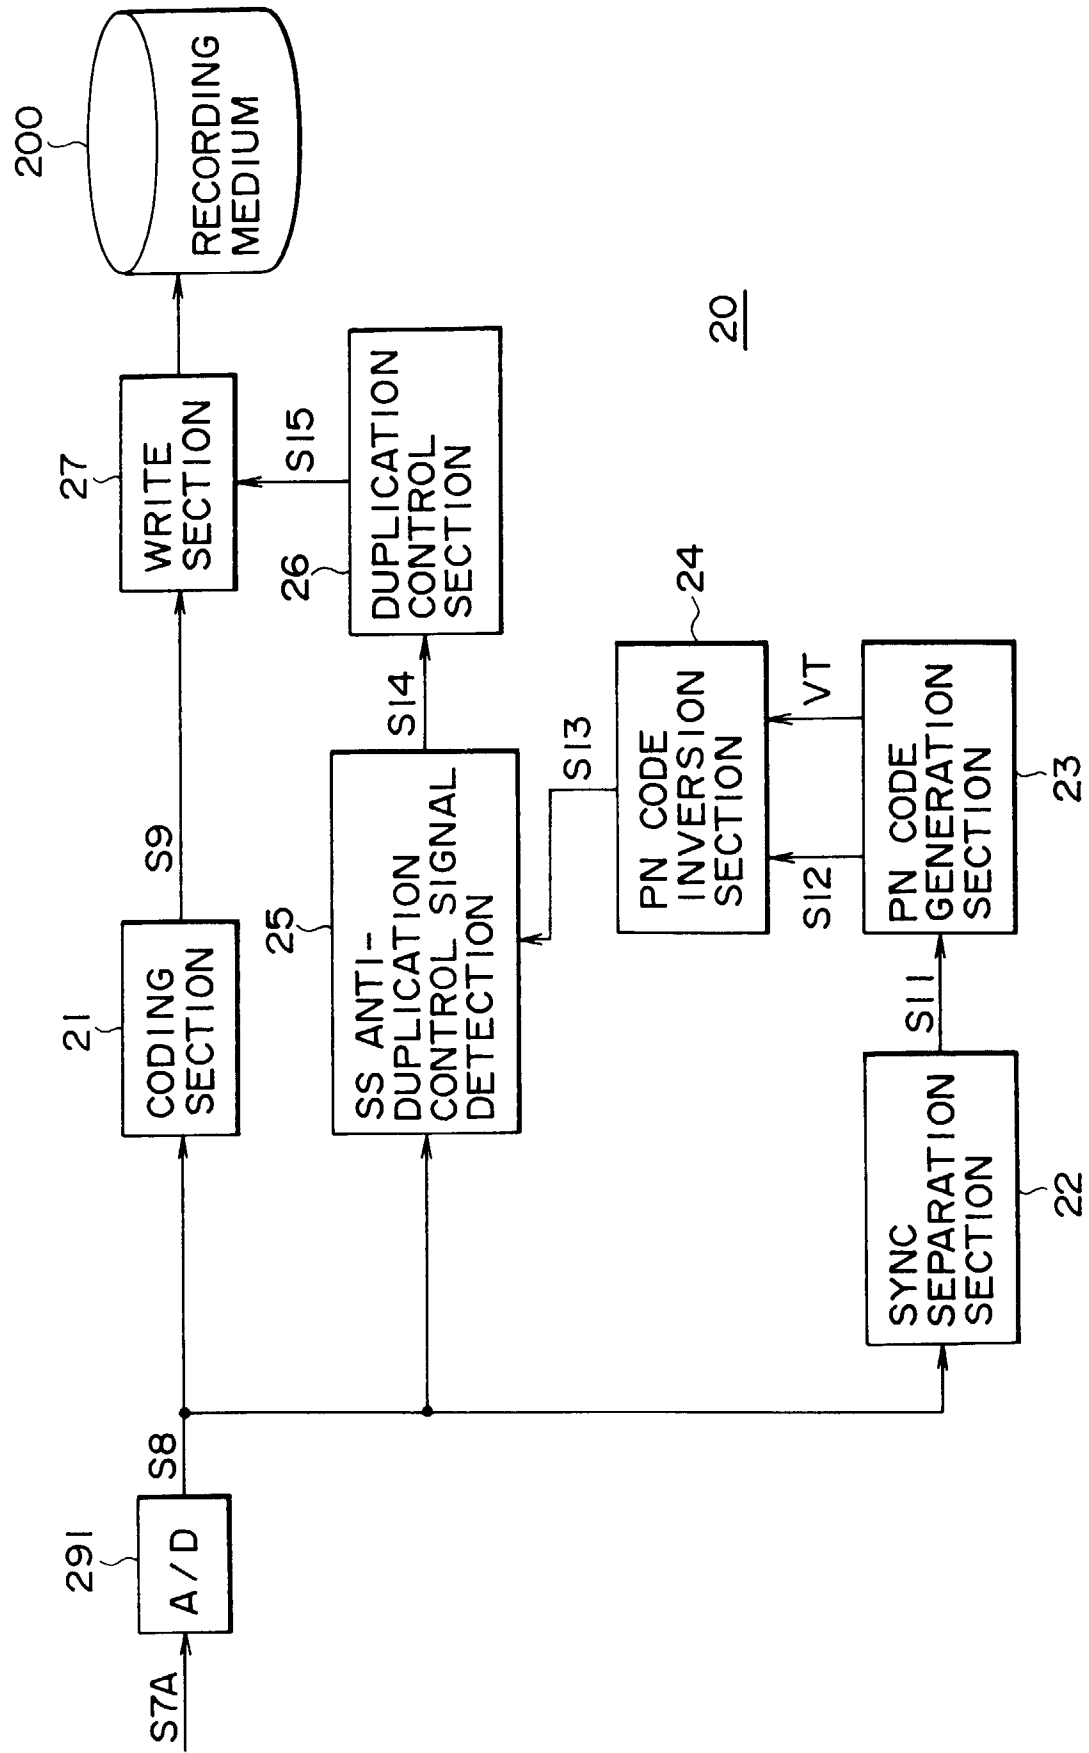 S7A
291
A/D
S8
21
CODING
SECTION
S9
27
WRITE
SECTION
200
RECORDING
MEDIUM
25
SS ANTI-
DUPLICATION
CONTROL SIGNAL
DETECTION
S14
26
DUPLICATION
CONTROL
SECTION
S15
S13
PN CODE
INVERSION
SECTION
24
20
S12
VT
SYNC
SEPARATION
SECTION
22
S11
PN CODE
GENERATION
SECTION
23